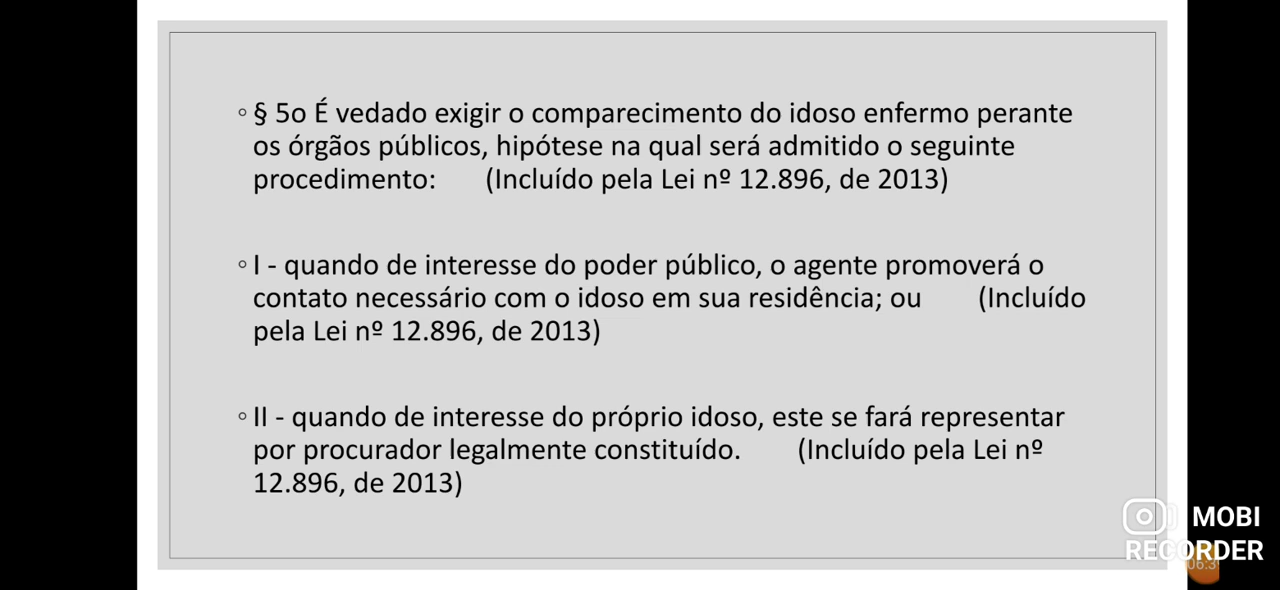 ◦ § 5o É vedado exigir o comparecimento do idoso enfermo perante
os órgãos públicos, hipótese na qual será admitido o seguinte
procedimento: (Incluído pela Lei nº 12.896, de 2013)
◦ I - quando de interesse do poder público, o agente promoverá o
contato necessário com o idoso em sua residência; ou (Incluído
pela Lei nº 12.896, de 2013)
◦ II - quando de interesse do próprio idoso, este se fará representar
por procurador legalmente constituído. (Incluído pela Lei nº
12.896, de 2013)
MOBI
RECORDER